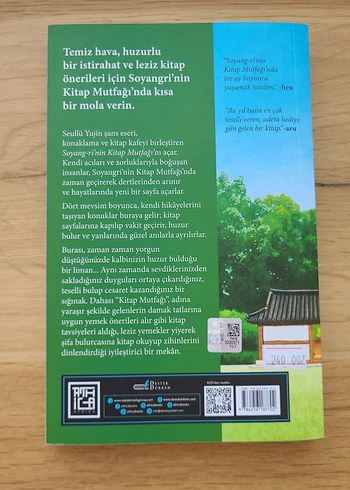 Temiz hava, huzurlu
bir istirahat ve leziz kitap
önerileri için Soyangri'nin
Kitap Mutfağı'nda kısa
bir mola verin.
Seullü Yujin şans eseri,
konaklama ve kitap kafeyi birleştiren
Soyang-ri'nin Kitap Mutfağı'nı açar.
Kendi acıları ve zorluklarıyla boğuşan
insanlar, Soyangri'nin Kitap Mutfağı'nda
zaman geçirerek dertlerinden arınır
ve hayatlarında yeni sayfa açarlar.
Dört mevsim boyunca, kendi hikâyelerini
taşıyan konuklar buraya gelir; kitap
sayfalarına kapılıp vakit geçirir, huzur
bulur ve yanlarında güzel anılarla ayrılırlar.
Burası, zaman zaman yorgun
düştüğünüzde kalbinizin huzur bulduğu
bir liman... Aynı zamanda sevdiklerinizden
sakladığınız duyguları ortaya çıkardığınız,
teselli bulup cesaret kazandığınız bir
sığınak. Dahası "Kitap Mutfağı", adına
yaraşır şekilde gelenlerin damak tatlarına
uygun yemek önerileri alır gibi kitap
tavsiyeleri aldığı, leziz yemekler yiyerek
şifa bulurcasına kitap okuyup zihinlerini
dinlendirdiği iyileştirici bir mekân.
"Soyang-ri'nin
Kitap Mutfağı'nda
bir ay boyunca
yaşamak istedim." -hru
"Bu yıl bana en çok
teselli veren, adeta hediye
gibi gelen bir kitap." -aru
240 00
DESTEK
DÜKKÂN